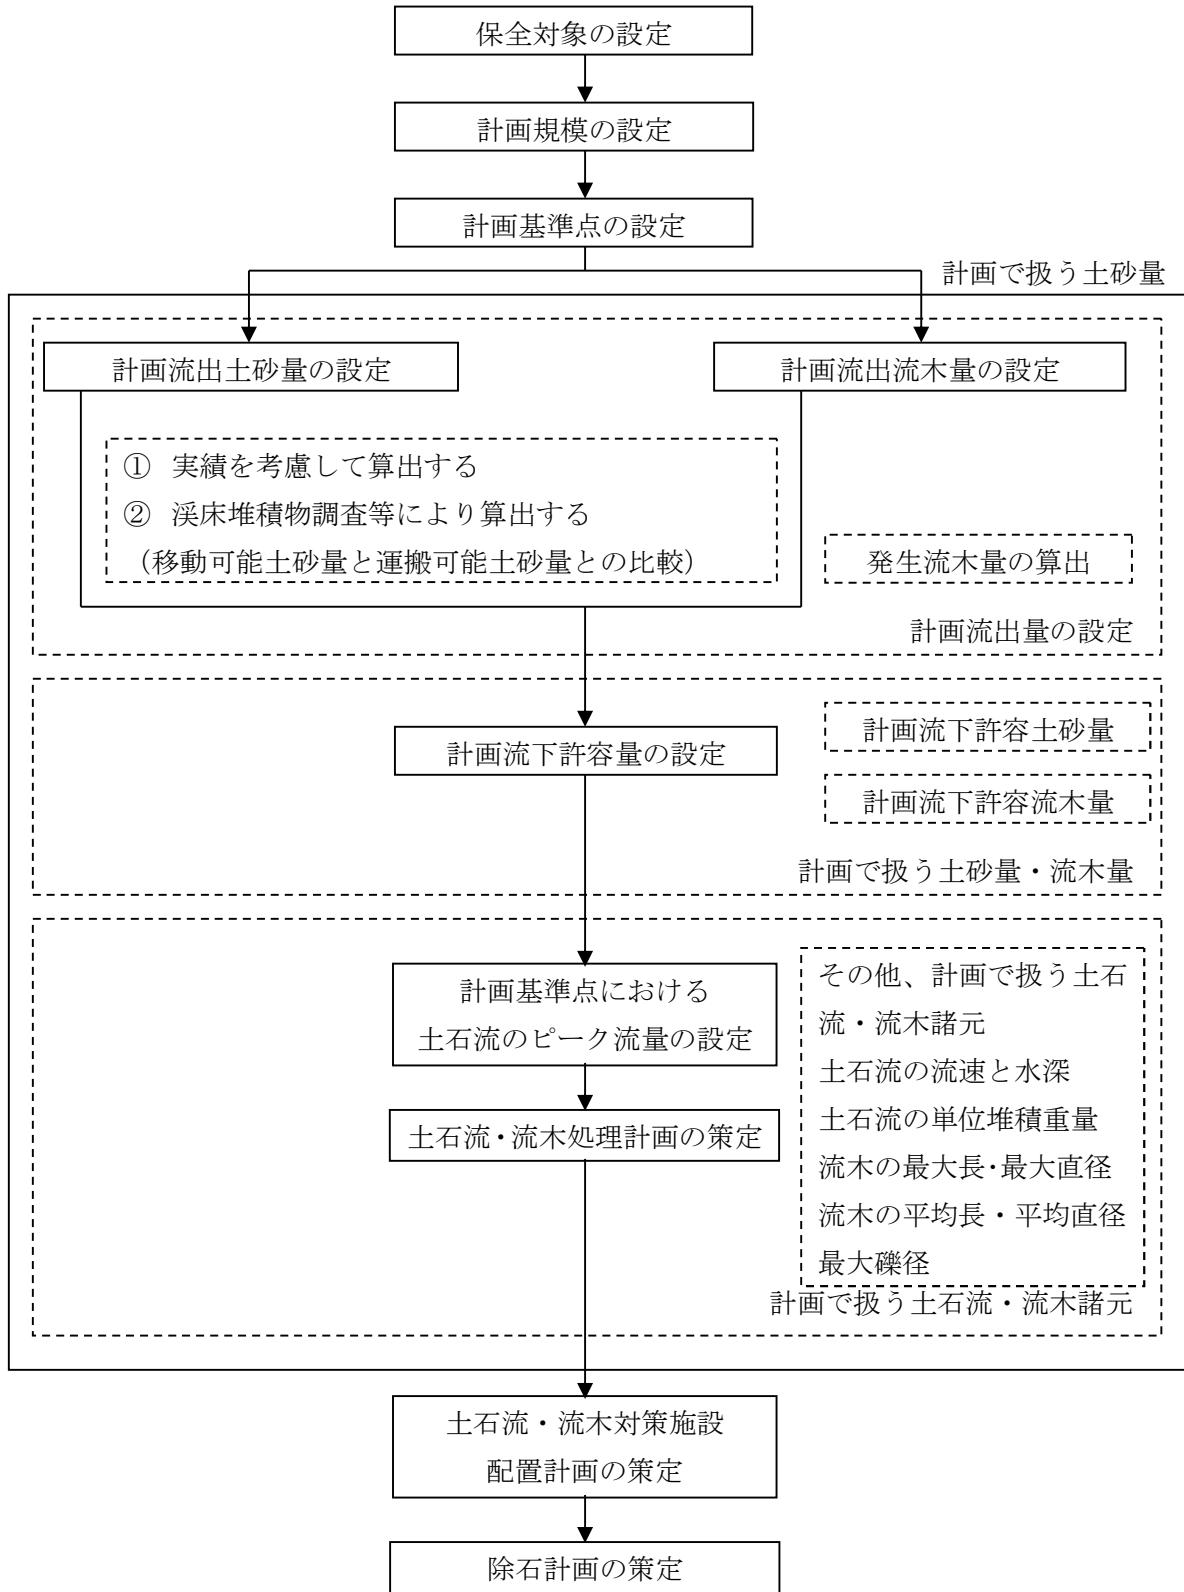 保全対象の設定
計画規模の設定
計画基準点の設定
計画で扱う土砂量
計画流出土砂量の設定
計画流出流木量の設定
① 実績を考慮して算出する
② 渓床堆積物調査等により算出する
（移動可能土砂量と運搬可能土砂量との比較）
発生流木量の算出
計画流出量の設定
計画流下許容土砂量
計画流下許容量の設定
計画流下許容流木量
計画で扱う土砂量・流木量
計画基準点における
土石流のピーク流量の設定
その他、計画で扱う土石
流・流木諸元
土石流の流速と水深
土石流の単位堆積重量
流木の最大長・最大直径
流木の平均長・平均直径
最大礫径
土石流・流木処理計画の策定
計画で扱う土石流・流木諸元
土石流・流木対策施設
配置計画の策定
除石計画の策定